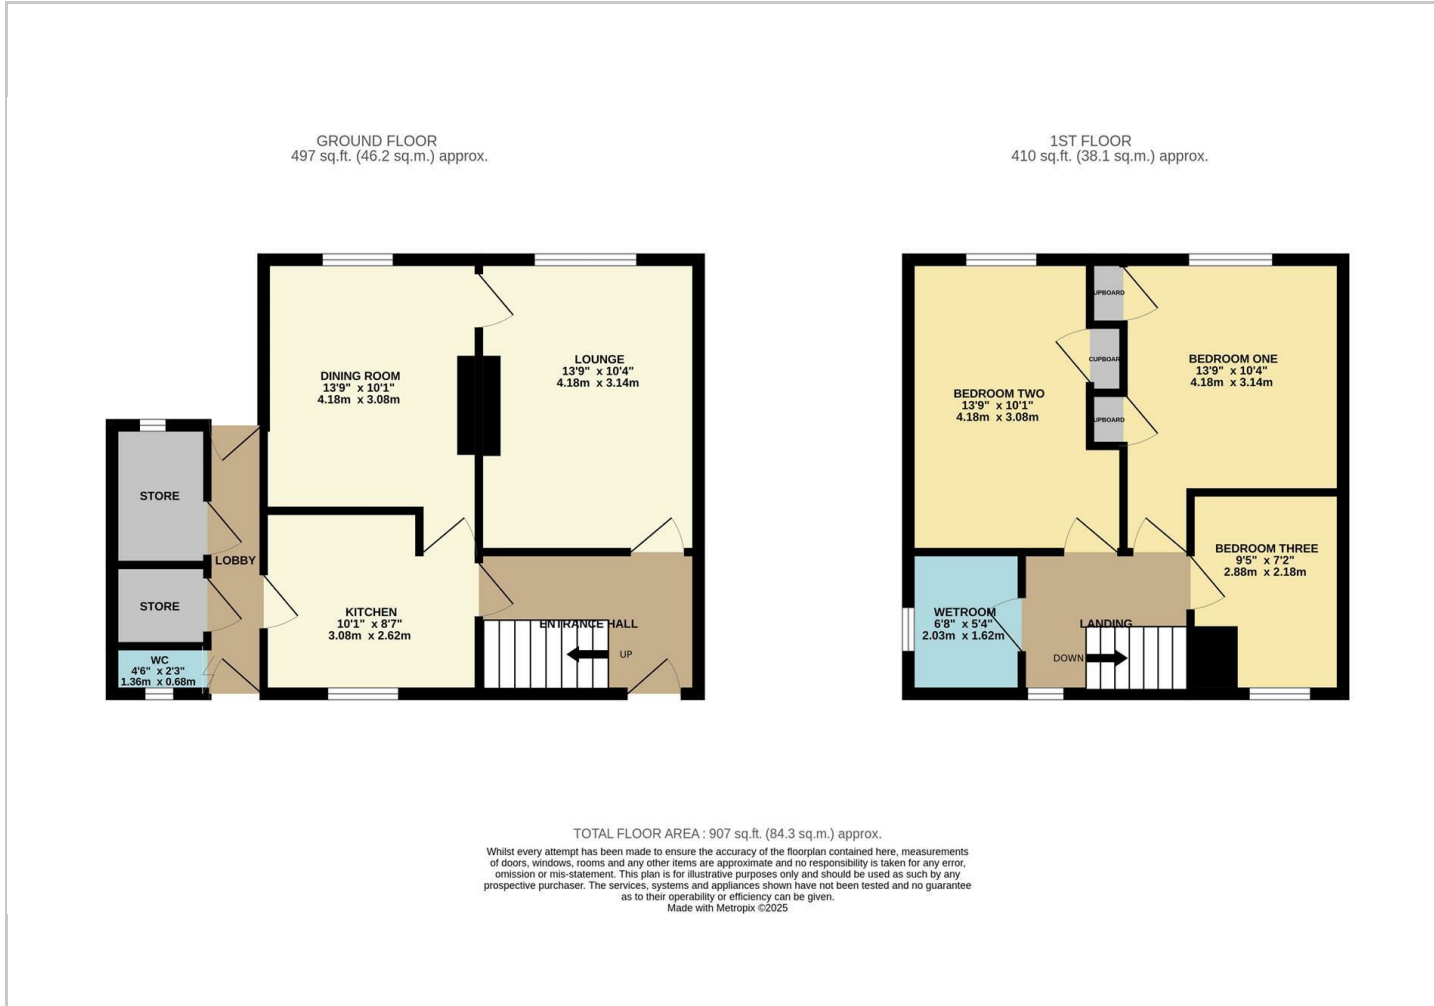 GROUND FLOOR
497 sq.ft. (46.2 sq.m.) approx.
1ST FLOOR
410 sq.ft. (38.1 sq.m.) approx.
DINING ROOM
13'9" x 10'1"
4.18m x 3.08m
LOUNGE
13'9" x 10'4"
4.18m x 3.14m
STORE
LOBBY
STORE
KITCHEN
10'1" x 8'7"
3.08m x 2.62m
ENTRANCE HALL
UP
WC
4'6" x 2'3"
1.36m x 0.68m
UPBOARD
CUPBOAR
UPBOARD
BEDROOM ONE
13'9" x 10'4"
4.18m x 3.14m
BEDROOM TWO
13'9" x 10'1"
4.18m x 3.08m
BEDROOM THREE
9'5" x 7'2"
2.88m x 2.18m
WETROOM
6'8" x 5'4"
2.03m x 1.62m
LANDING
DOWN
TOTAL FLOOR AREA : 907 sq.ft. (84.3 sq.m.) approx.
Whilst every attempt has been made to ensure the accuracy of the floorplan contained here, measurements
of doors, windows, rooms and any other items are approximate and no responsibility is taken for any error,
omission or mis-statement. This plan is for illustrative purposes only and should be used as such by any
prospective purchaser. The services, systems and appliances shown have not been tested and no guarantee
as to their operability or efficiency can be given.
Made with Metropix ©2025